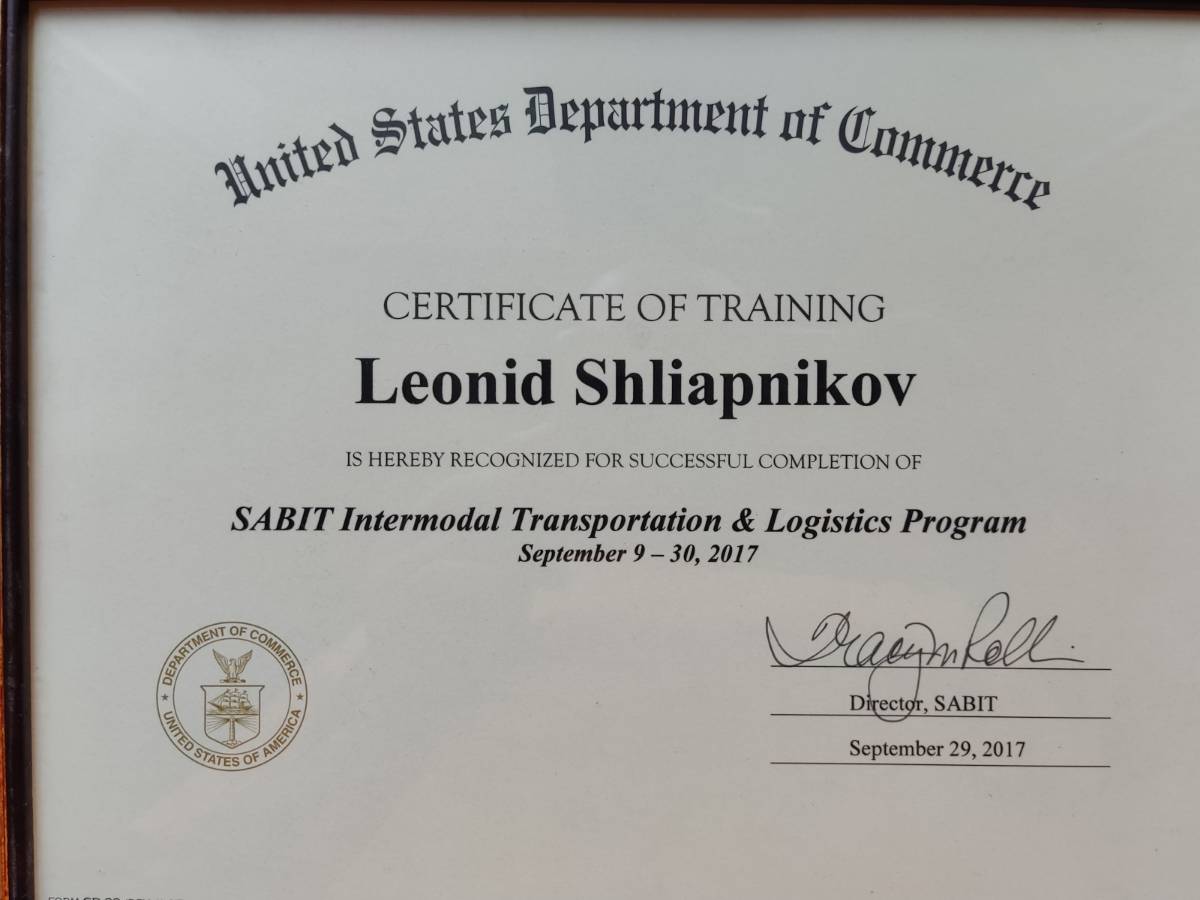 United States Department of Commerce
CERTIFICATE OF TRAINING
Leonid Shliapnikov
IS HEREBY RECOGNIZED FOR SUCCESSFUL COMPLETION OF
SABIT Intermodal Transportation & Logistics Program
September 9 – 30, 2017
DEPARTMENT OF COMMERCE
UNITED STATES OF AMERICA
Director, SABIT
September 29, 2017